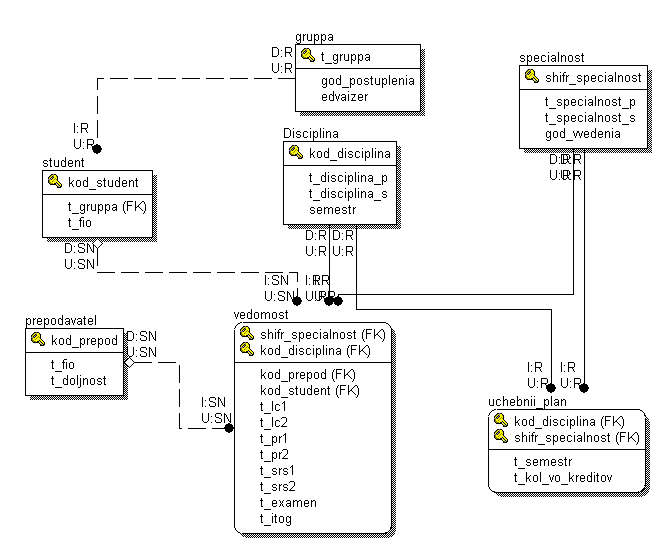 gruppa
t_gruppa
god_postuplenia
edvaizer
D:R
U:R
specialnost
shifr_specialnost
t_specialnost_p
t_specialnost_s
god_wedenia
D:R
U:R
Disciplina
kod_disciplina
t_disciplina_p
t_disciplina_s
semestr
D:R D:R
U:R U:R
I:R
U:R
student
kod_student
t_gruppa (FK)
t_fio
D:SN
U:SN
I:SN
U:SN
prepodavatel
kod_prepod
t_fio
t_doljnost
D:SN
U:SN
I:SN
U:SN
vedomost
shifr_specialnost (FK)
kod_disciplina (FK)
kod_prepod (FK)
kod_student (FK)
t_lc1
t_lc2
t_pr1
t_pr2
t_srs1
t_srs2
t_examen
t_itog
I:R I:R
U:R U:R
uchebnii_plan
kod_disciplina (FK)
shifr_specialnost (FK)
t_semestr
t_kol_vo_kreditov